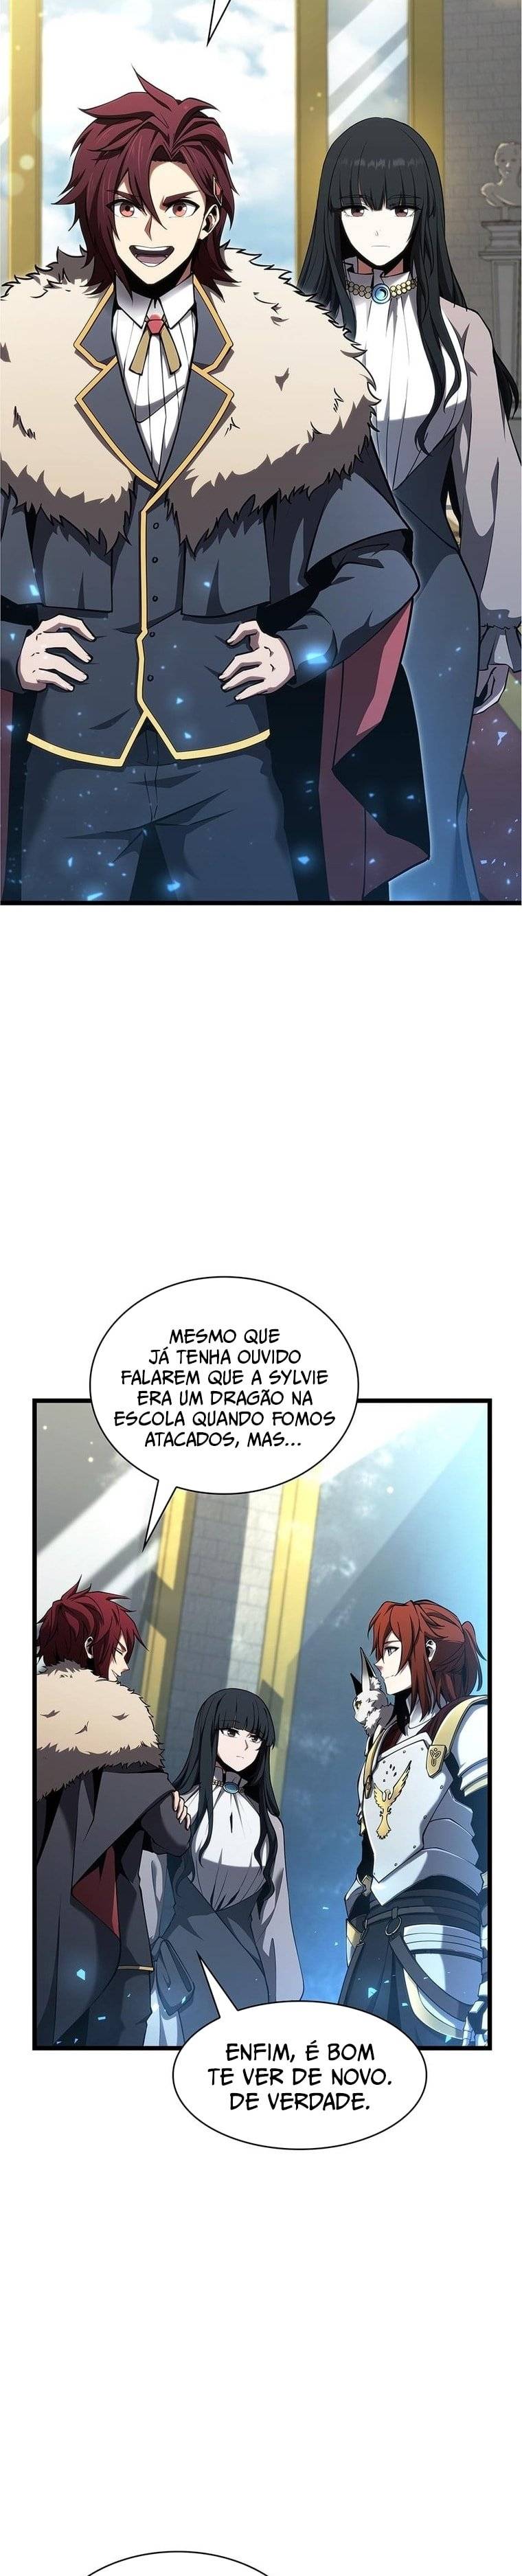 MESMO QUE
JÁ TENHA OUVIDO
FALAREM QUE A SYLVIE
ERA UM DRAGÃO NA
ESCOLA QUANDO FOMOS
ATACADOS, MAS...
ENFIM, É BOM
TE VER DE NOVO.
DE VERDADE.